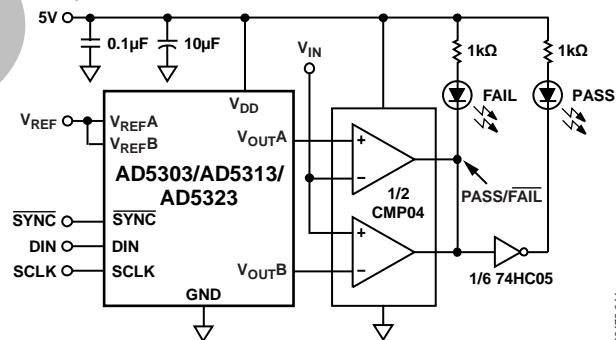 5V
0.1µF
10µF
VIN
1kΩ
1kΩ
FAIL
PASS
VDD
VREF
VREFA
VREFB
VOUTA
AD5303/AD5313/
AD5323
1/2
CMP04
PASS/FAIL
SYNC
SYNC
DIN
DIN
SCLK
SCLK
VOUTB
GND
1/6 74HC05